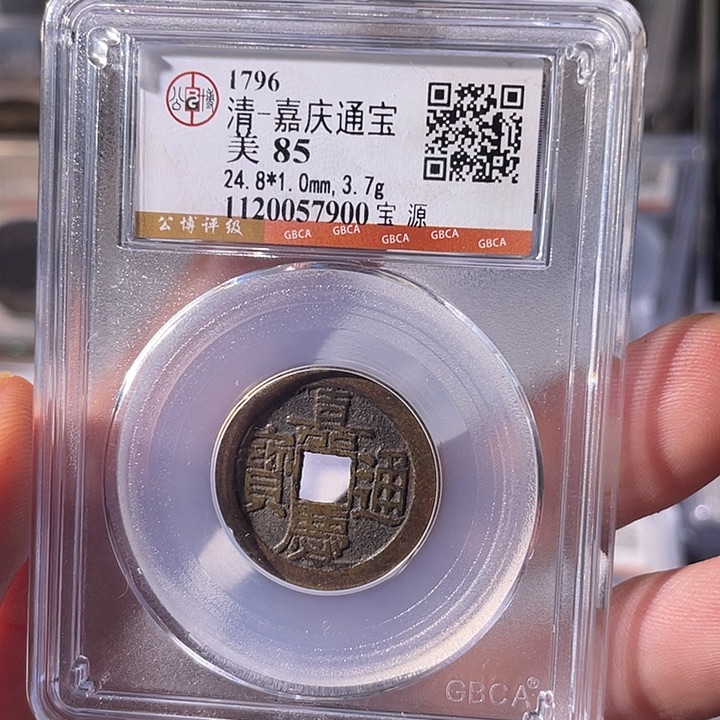 1796
清-嘉庆通宝
美 85
24.8*1.0mm, 3.7g
1120057900 宝 源
公博评级 GBCA GBCA GBCA GBCA GBCA
嘉慶通寶
GBCA®